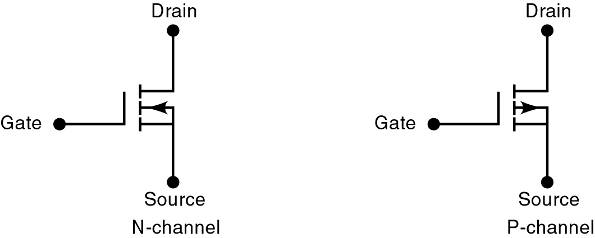 Drain
Gate
Source
N-channel
Drain
Gate
Source
P-channel